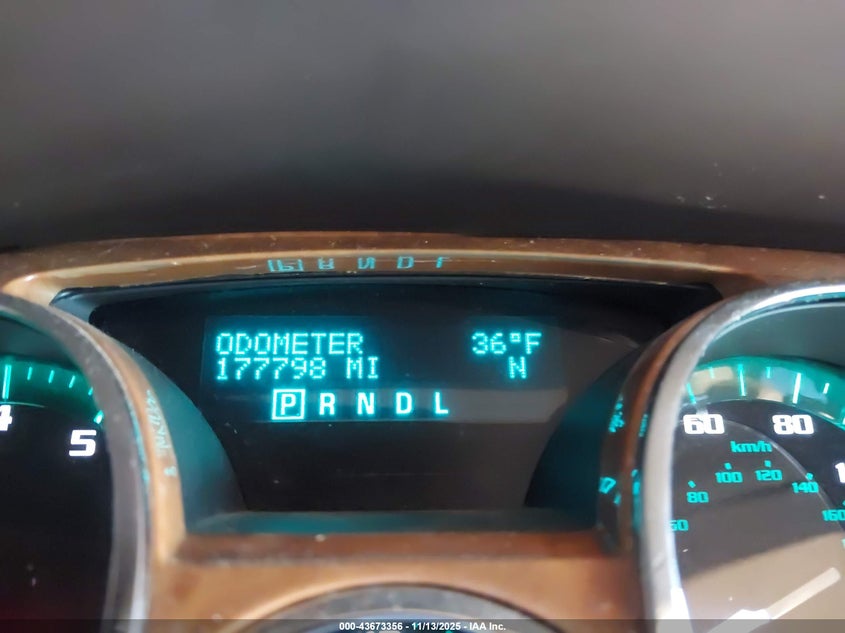 ODOMETER 36°F
177798 MI N
P R N D L
4 5
60 80
km/h
80 100 120 140 160
000-43673356 - 11/13/2025 - IAA Inc.